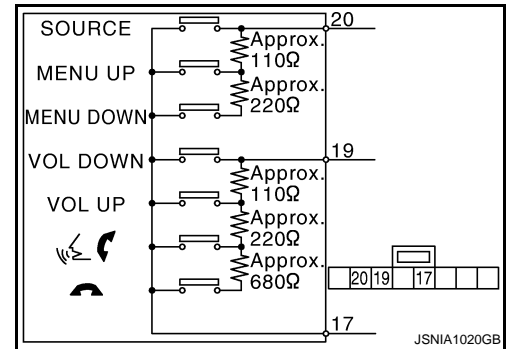 SOURCE
20
Approx.
110Ω
MENU UP
Approx.
220Ω
MENU DOWN
VOL DOWN
19
Approx.
110Ω
VOL UP
Approx.
220Ω
Approx.
680Ω
20 19 17
17
JSNIA1020GB